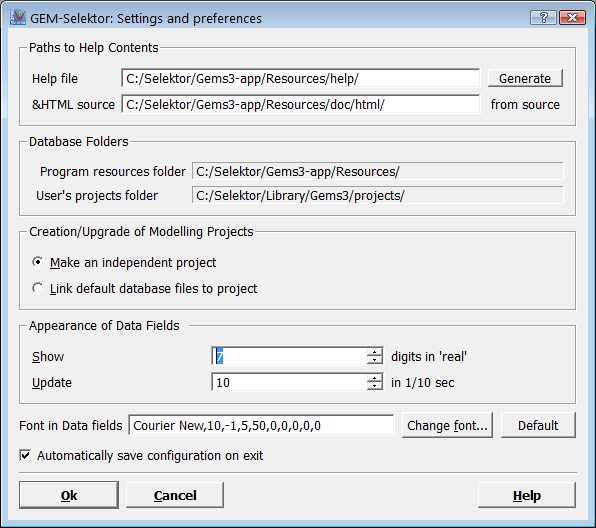 GEM-Selektor: Settings and preferences
Paths to Help Contents
Help file C:/Selektor/Gems3-app/Resources/help/ Generate
&HTML source C:/Selektor/Gems3-app/Resources/doc/html/ from source
Database Folders
Program resources folder C:/Selektor/Gems3-app/Resources/
User's projects folder C:/Selektor/Library/Gems3/projects/
Creation/Upgrade of Modelling Projects
Make an independent project
Link default database files to project
Appearance of Data Fields
Show 7 digits in 'real'
Update 10 in 1/10 sec
Font in Data fields Courier New,10,-1,5,50,0,0,0,0,0 Change font... Default
Automatically save configuration on exit
Ok Cancel Help